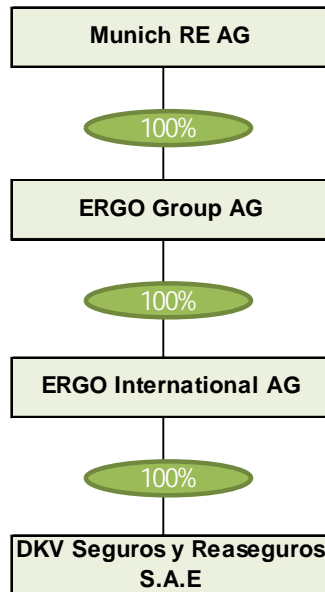 Munich RE AG
100%
ERGO Group AG
100%
ERGO International AG
100%
DKV Seguros y Reaseguros
S.A.E